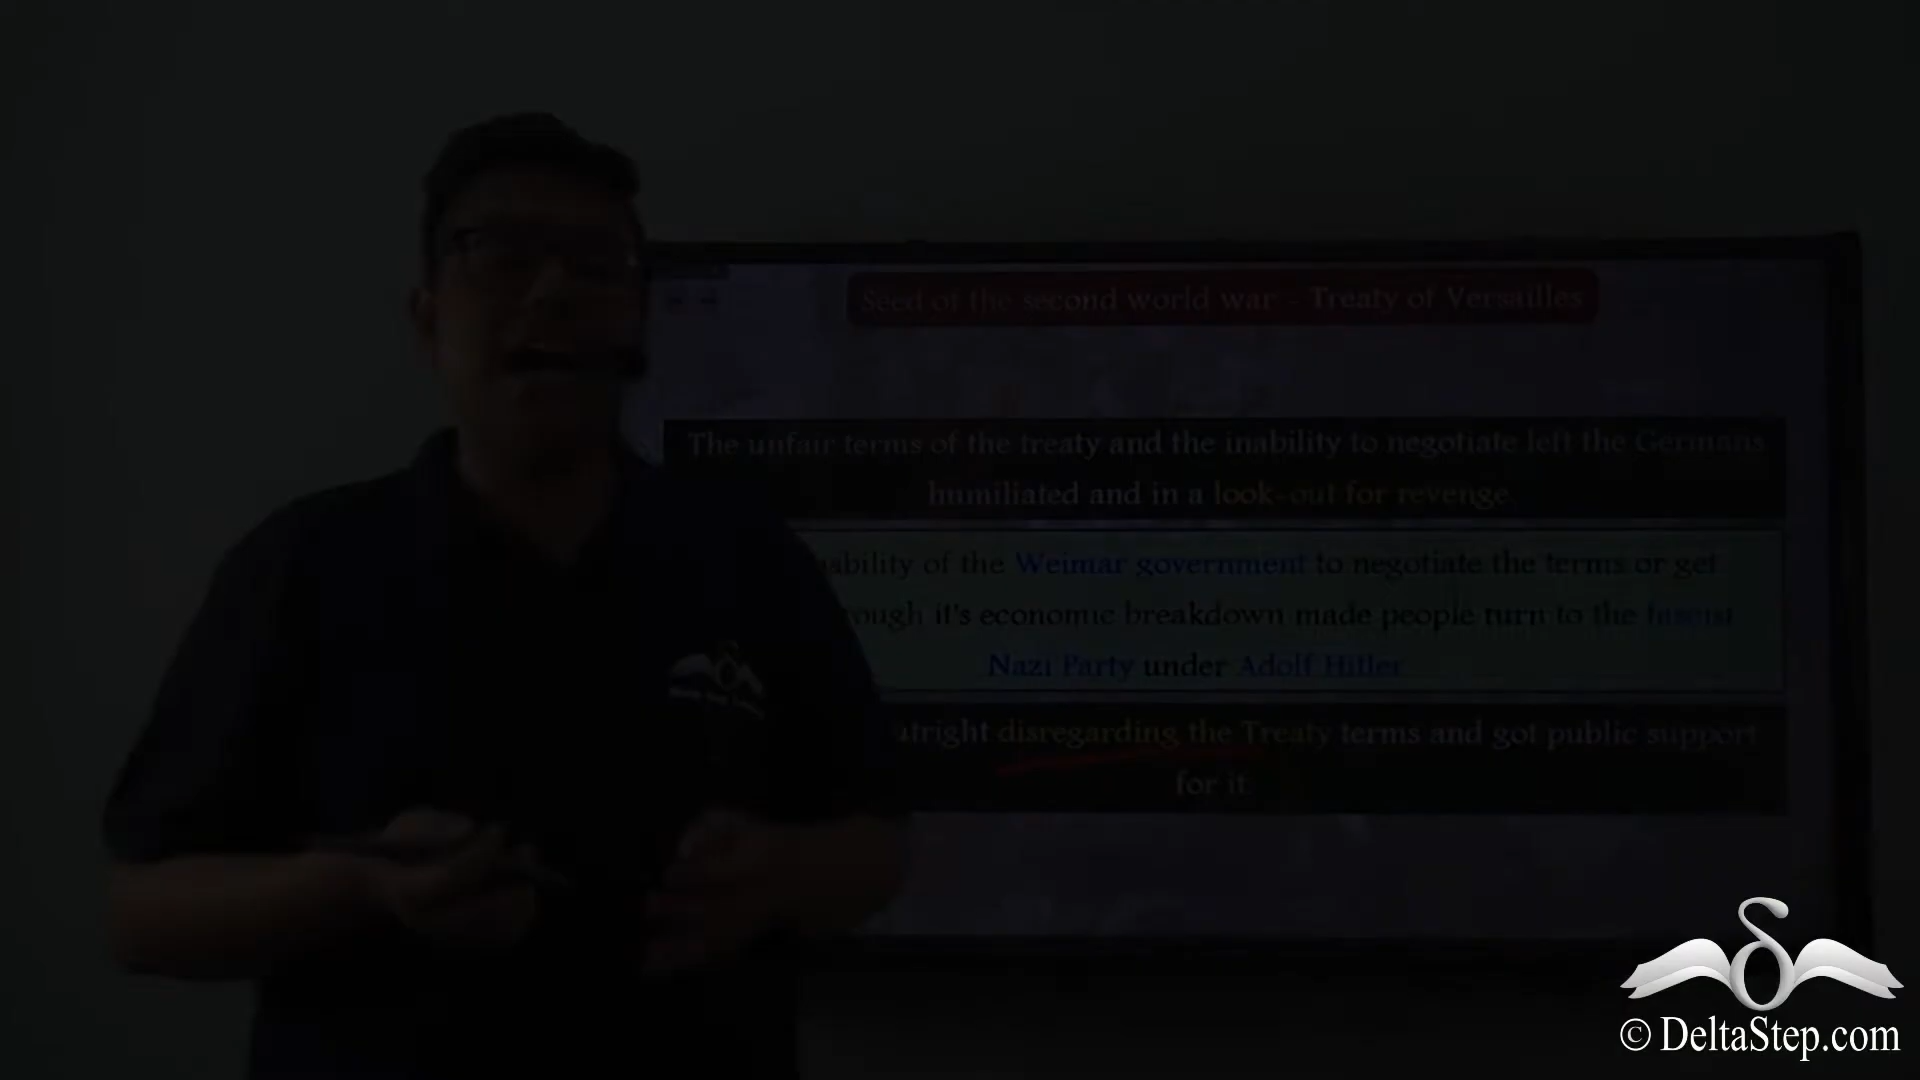 Seed of the second world war - Treaty of Versailles
The unfair terms of the treaty and the inability to negotiate left the Germans
humiliated and in a look-out for revenge.
of the Weimar government to negotiate the terms or get
it's economic breakdown made people turn to the fascist
Nazi Party under Adolf Hitler
disregarding the Treaty terms and got public support
for it.
© DeltaStep.com